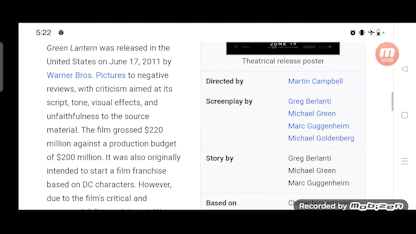 5:22
JUNE 17
Green Lantern was released in the
United States on June 17, 2011 by
Warner Bros. Pictures to negative
reviews, with criticism aimed at its
script, tone, visual effects, and
unfaithfulness to the source
material. The film grossed $220
million against a production budget
of $200 million. It was also originally
intended to start a film franchise
based on DC characters. However,
due to the film's critical and
Theatrical release poster
Directed by Martin Campbell
Screenplay by Greg Berlanti
Michael Green
Marc Guggenheim
Michael Goldenberg
Story by Greg Berlanti
Michael Green
Marc Guggenheim
Based on
Recorded by MOBIZEN